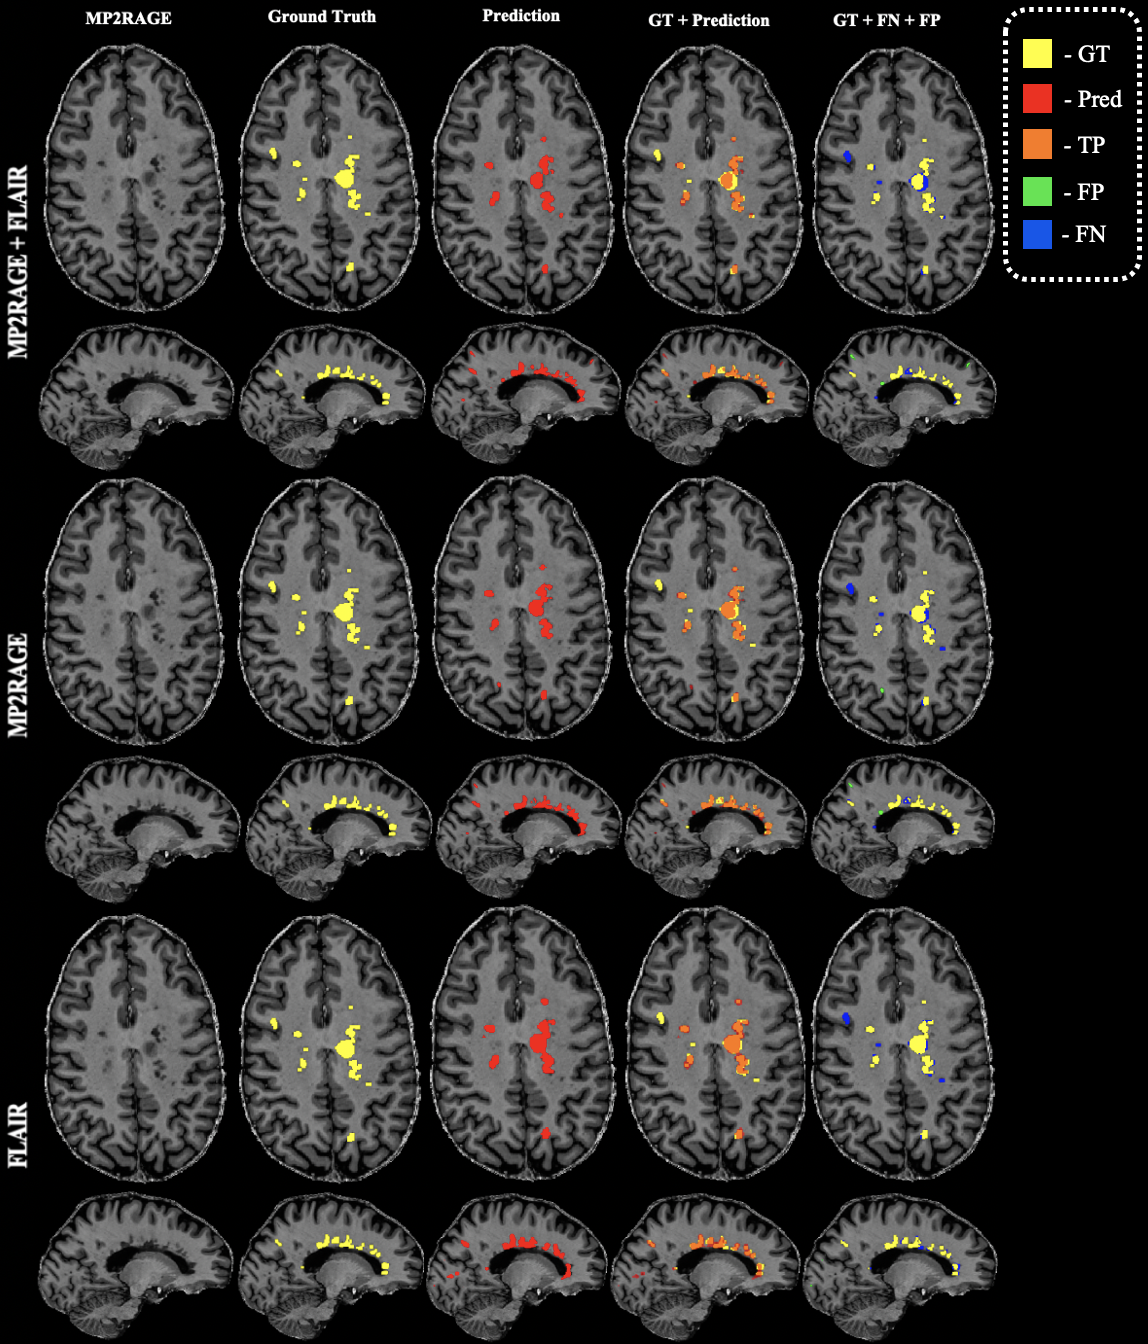 MP2RAGE
Ground Truth
Prediction
GT + Prediction
GT + FN + FP
- GT
- Pred
- TP
- FP
- FN
MP2RAGE + FLAIR
MP2RAGE
FLAIR